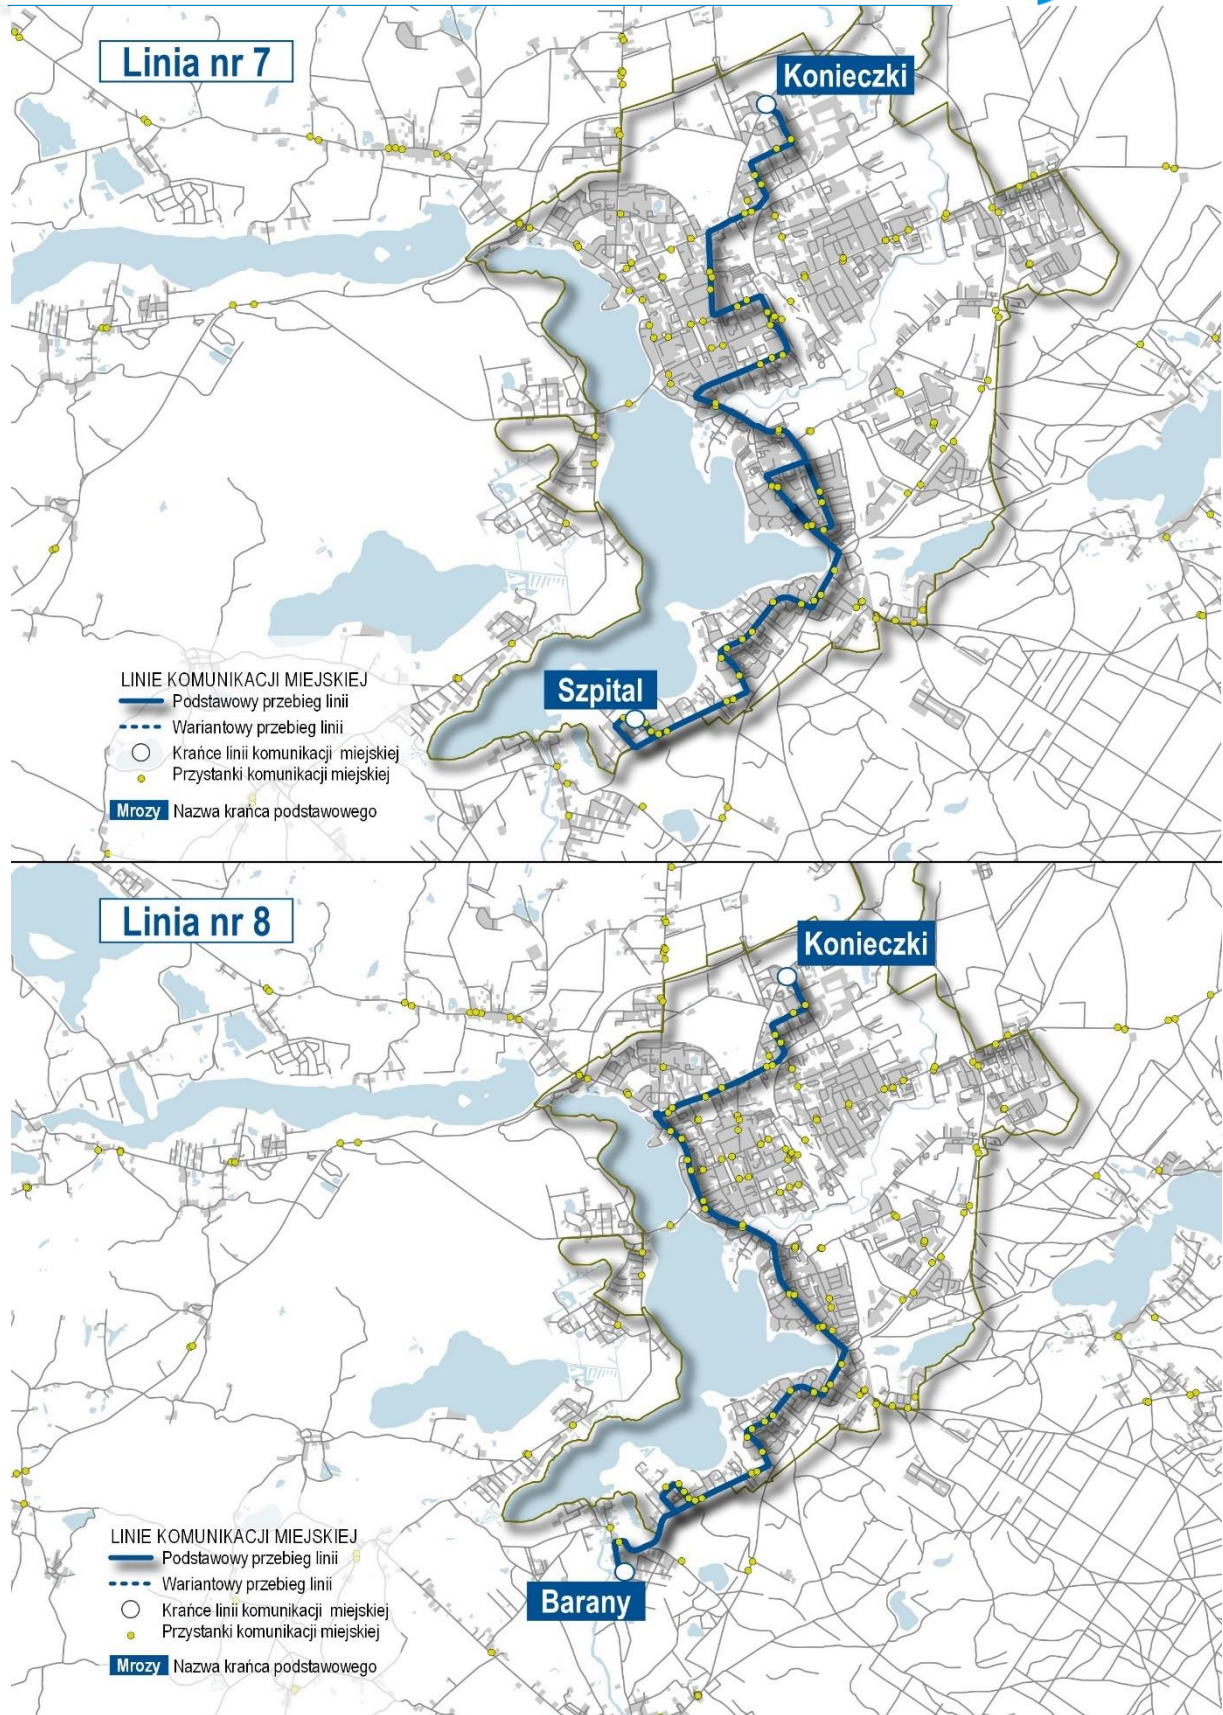 Linia nr 7
Konieczki
Szpital
LINIE KOMUNIKACJI MIEJSKIEJ
Podstawowy przebieg linii
Wariantowy przebieg linii
Krańce linii komunikacji miejskiej
Przystanki komunikacji miejskiej
Mrozy Nazwa krańca podstawowego
Linia nr 8
Konieczki
LINIE KOMUNIKACJI MIEJSKIEJ
Podstawowy przebieg linii
Wariantowy przebieg linii
Krańce linii komunikacji miejskiej
Przystanki komunikacji miejskiej
Barany
Mrozy Nazwa krańca podstawowego